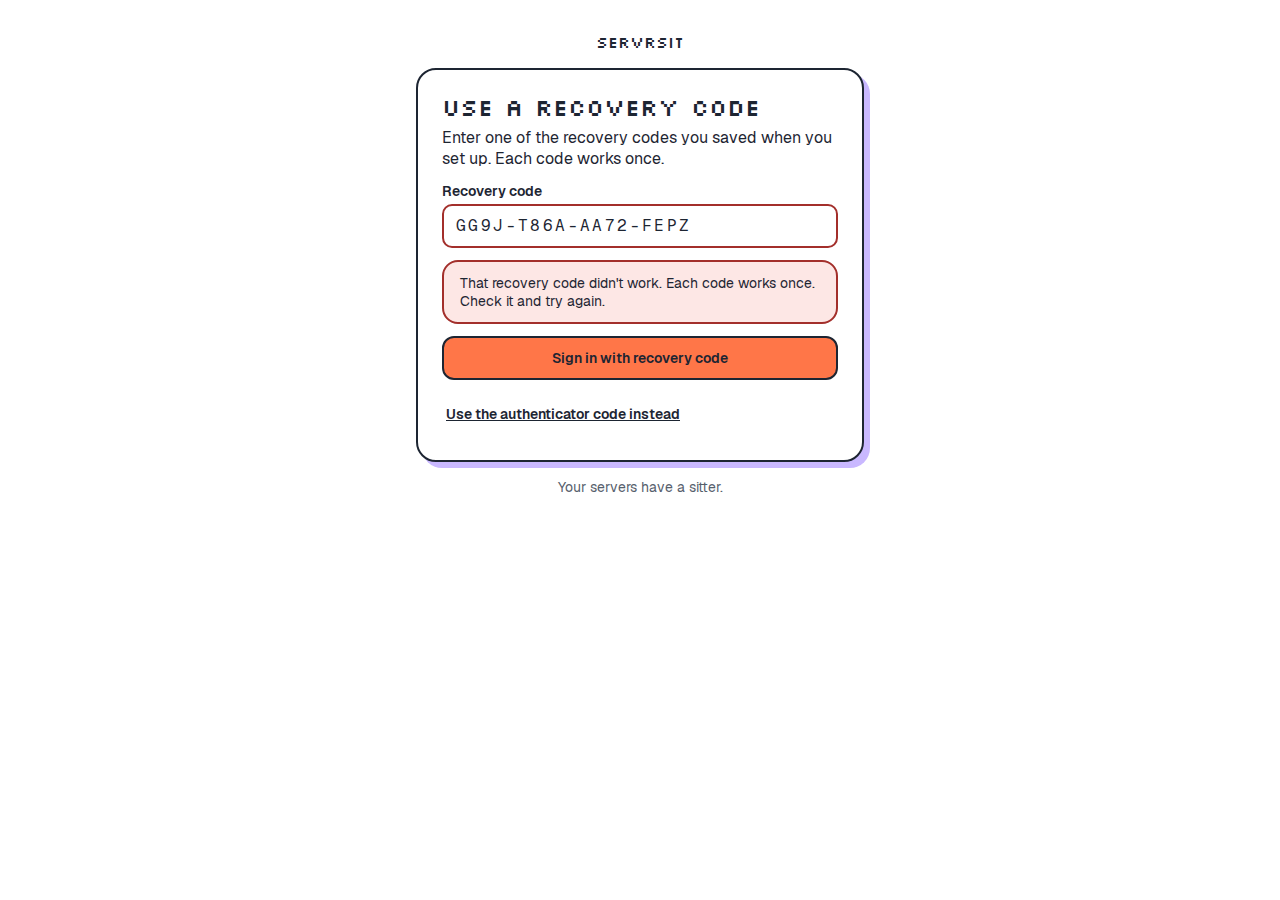 SERVRSIT
USE A RECOVERY CODE
Enter one of the recovery codes you saved when you
set up. Each code works once.
Recovery code
GG9J-T86A-AA72-FEPZ
That recovery code didn't work. Each code works once.
Check it and try again.
Sign in with recovery code
Use the authenticator code instead
Your servers have a sitter.